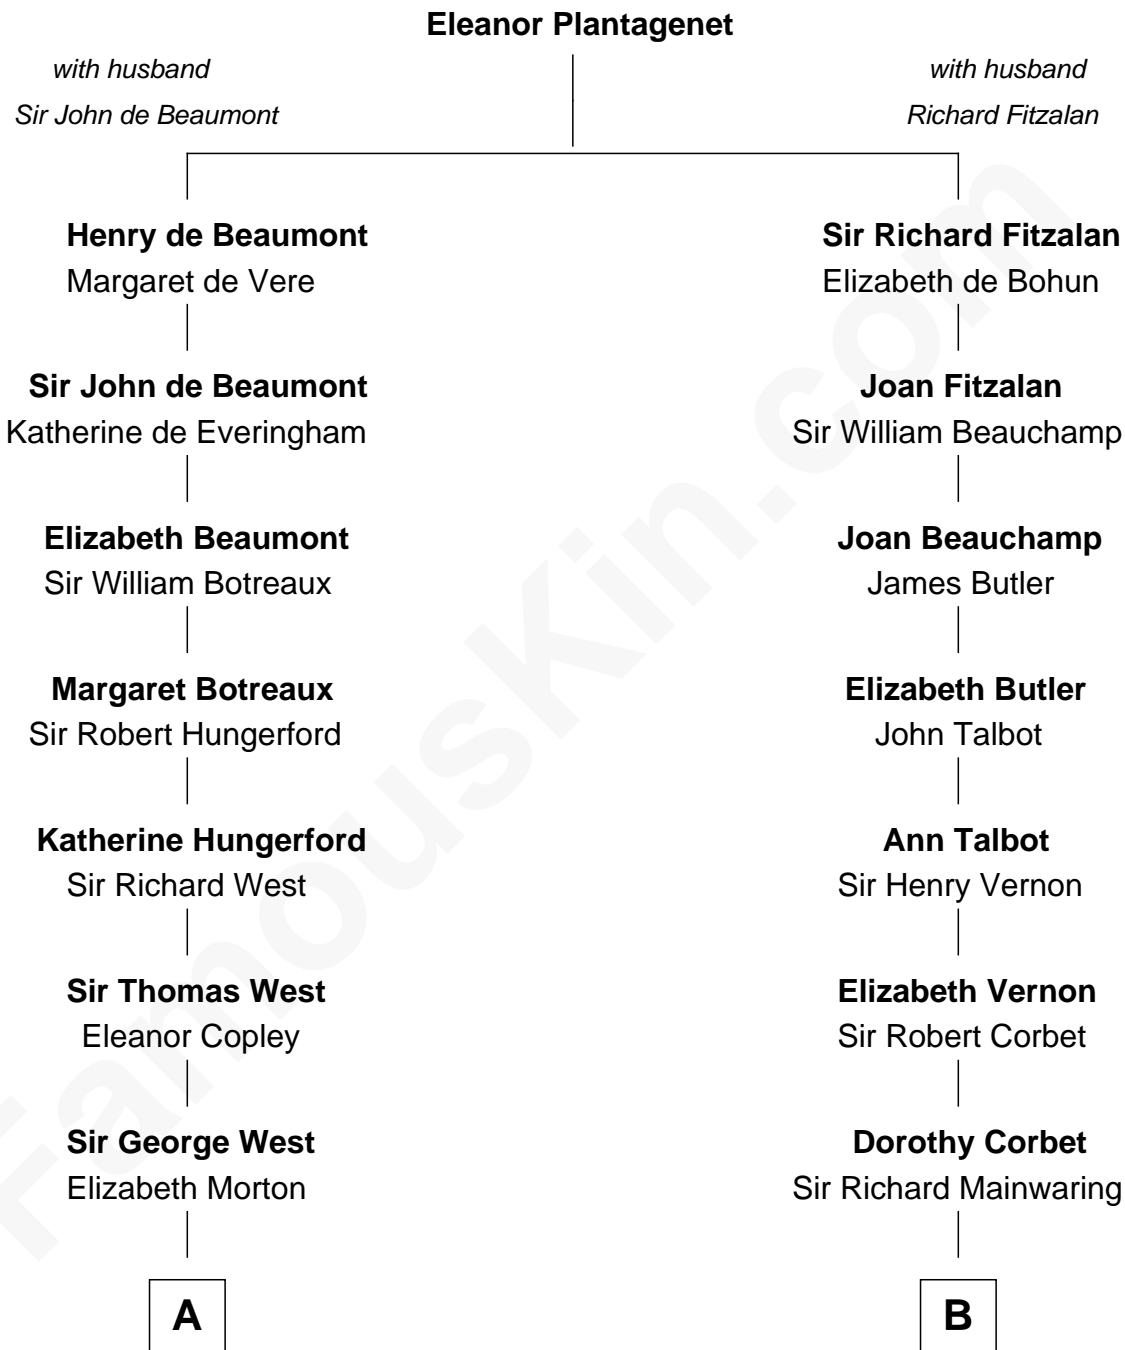 Eleanor Plantagenet
with husband
Sir John de Beaumont
with husband
Richard Fitzalan
Henry de Beaumont
Margaret de Vere
Sir Richard Fitzalan
Elizabeth de Bohun
Sir John de Beaumont
Katherine de Everingham
Joan Fitzalan
Sir William Beauchamp
Elizabeth Beaumont
Sir William Botreaux
Joan Beauchamp
James Butler
Margaret Botreaux
Sir Robert Hungerford
Elizabeth Butler
John Talbot
Katherine Hungerford
Sir Richard West
Ann Talbot
Sir Henry Vernon
Sir Thomas West
Eleanor Copley
Elizabeth Vernon
Sir Robert Corbet
Sir George West
Elizabeth Morton
Dorothy Corbet
Sir Richard Mainwaring
A
B
FamousKin.com